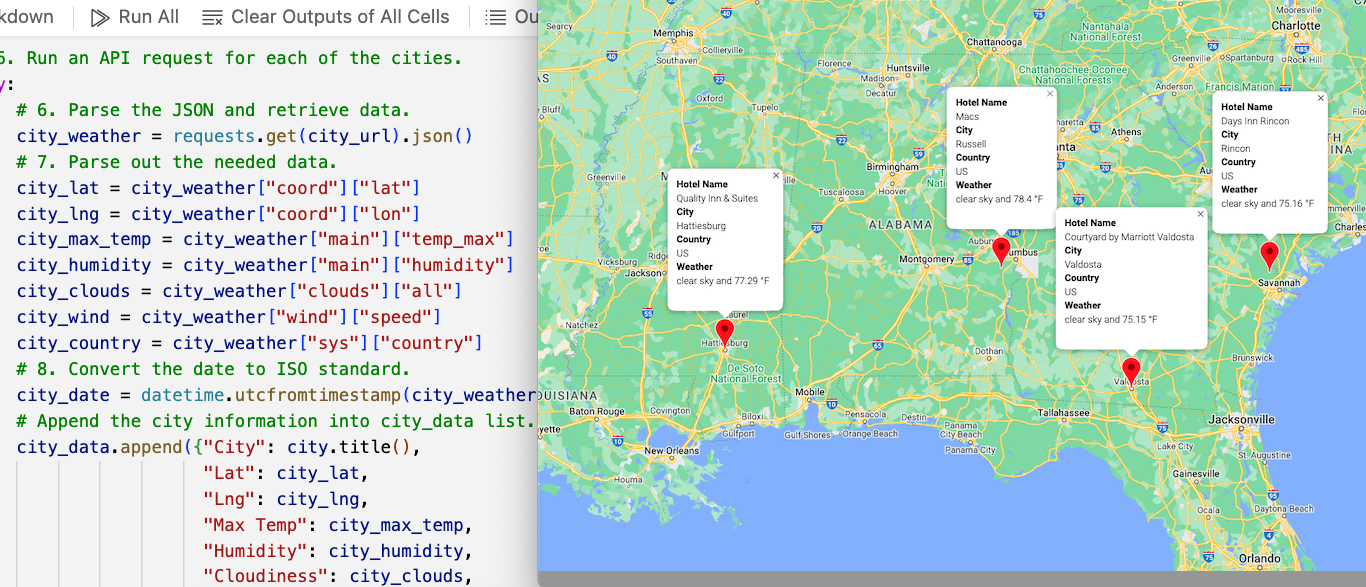 kdown
Run All
Clear Outputs of All Cells
Ou
5. Run an API request for each of the cities.
y:
# 6. Parse the JSON and retrieve data.
city_weather = requests.get(city_url).json()
# 7. Parse out the needed data.
city_lat = city_weather["coord"]["lat"]
city_lng = city_weather["coord"]["lon"]
city_max_temp = city_weather["main"]["temp_max"]
city_humidity = city_weather["main"]["humidity"]
city_clouds = city_weather["clouds"]["all"]
city_wind = city_weather["wind"]["speed"]
city_country = city_weather["sys"]["country"]
# 8. Convert the date to ISO standard.
city_date = datetime.utcfromtimestamp(city_weather
# Append the city information into city_data list.
city_data.append({"City": city.title(),
"Lat": city_lat,
"Lng": city_lng,
"Max Temp": city_max_temp,
"Humidity": city_humidity,
"Cloudiness": city_clouds,
Searcy
Memphis
Southaven
Collierville
Oxford
Tupelo
Florence
Huntsville
Madison
Decatur
Chattanooga
Nantahala
National Forest
Chattahoochee-Oconee
National Forests
Mooresville
Charlotte
Rock Hill
Greenville
Spartanburg
Anderson
Francis Marion
Athens
AS
Bluff
Greenville
Birmingham
Hoover
Tuscaloosa
ALABAMA
Montgomery
Vicksburg
Jackson
Natchez
Hattiesburg
De Soto
National Forest
Dothan
Mobile
Biloxi
Gulfport
Gulf Shores
Orange Beach
Pensacola
Destin
Panama
City Beach
Panama City
Tallahassee
Valdosta
Savannah
Brunswick
Jacksonville
Lake City
St. Augustine
Gainesville
Ocala
Daytona Beach
Orlando
OUISIANA
Baton Rouge
Covington
ayette
New Orleans
Houma
Hotel Name
Quality Inn & Suites
City
Hattiesburg
Country
US
Weather
clear sky and 77.29 °F
Hotel Name
Macs
City
Russell
Country
US
Weather
clear sky and 78.4 °F
Hotel Name
Courtyard by Marriott Valdosta
City
Valdosta
Country
US
Weather
clear sky and 75.15 °F
Hotel Name
Days Inn Rincon
City
Rincon
Country
US
Weather
clear sky and 75.16 °F